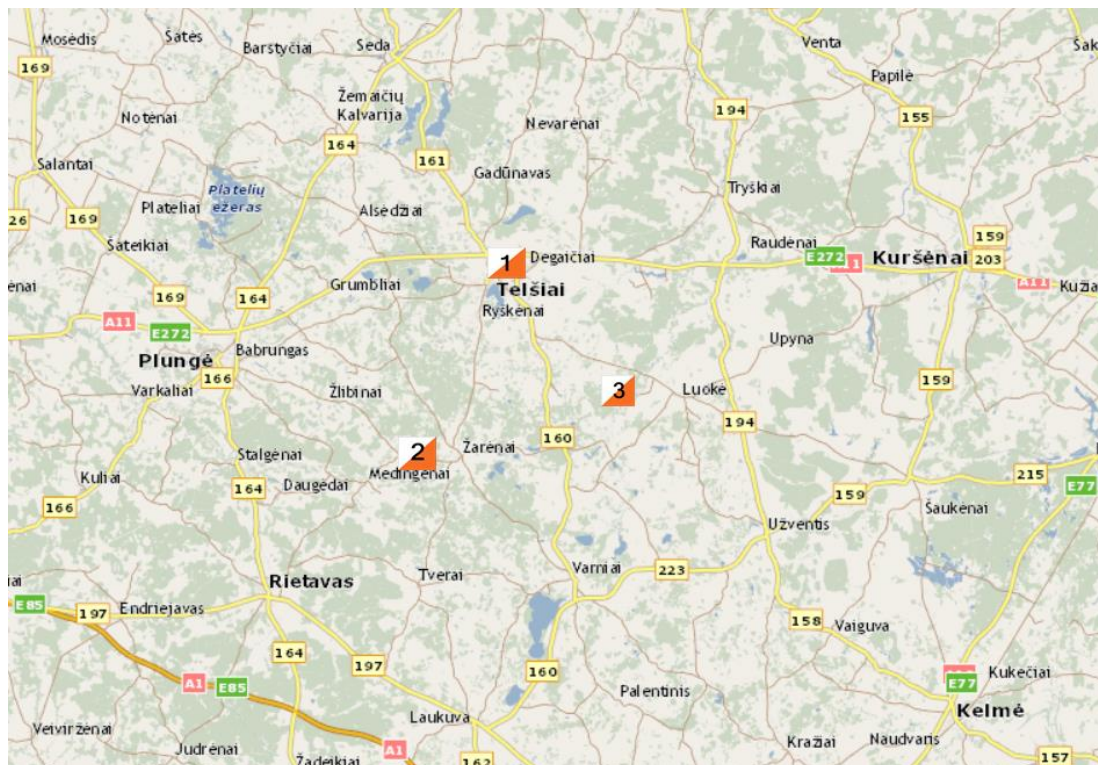 Mosėdis
Šatės
Barstyčiai
Seda
Venta
Šak
169
Papilė
Žemaičių
Kalvarija
194
Notėnai
Nevarėnai
155
164
161
Salantai
Gadūnavas
Platelių
ežeras
Tryškiai
Plateliai
Alsėdžiai
26
169
159
Šateikiai
Raudėnai
E272
A11
Kuršėnai
203
1
Degaičiai
ėnai
Grumbliai
Telšiai
A11
Kužia
169
164
Ryškėnai
A11
E272
Upyna
Babrungas
Plungė
166
159
Varkaliai
Žlibinai
3
Luokė
194
160
Stalgėnai
2
Žarėnai
Medingėnai
Kuliai
164
Daugėdai
215
E77
159
166
Šaukėnai
Užventis
Varniai
223
iai
Rietavas
Tverai
E85
197
Endriejavas
158
Vaiguva
164
197
160
Kukečiai
A1
E85
E77
Palentinis
Kelmė
Laukuva
Veiviržėnai
Judrėnai
A1
Kražiai
Naudvaris
157
Žadeikiai
162